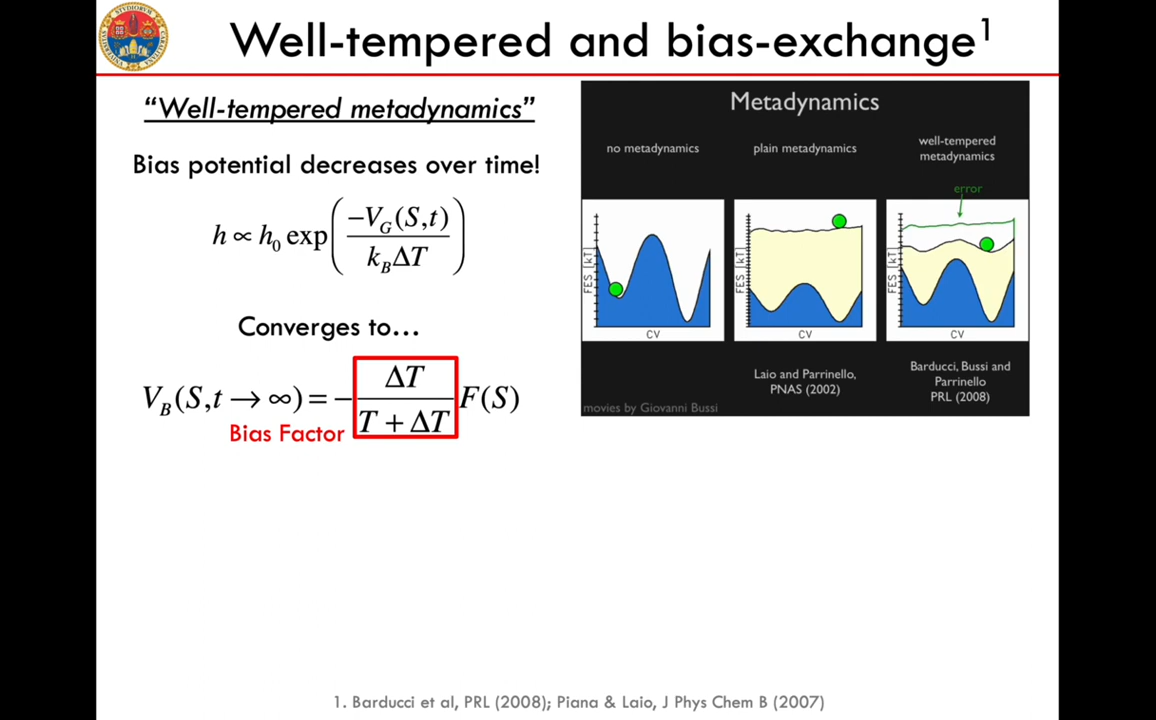 Well-tempered and bias-exchange¹
“Well-tempered metadynamics”
Bias potential decreases over time!
h ∝ h₀ exp(−V_G(S,t) / k_BΔT)
Converges to…
V_B(S,t → ∞) = − ΔT / (T + ΔT) F(S)
Bias Factor
Metadynamics
no metadynamics
plain metadynamics
well-tempered
metadynamics
error
FES [kT]
CV
FES [kT]
CV
FES [kT]
CV
Laio and Parrinello,
PNAS (2002)
Barducci, Bussi and
Parrinello
PRL (2008)
movies by Giovanni Bussi
1. Barducci et al, PRL (2008); Piana & Laio, J Phys Chem B (2007)